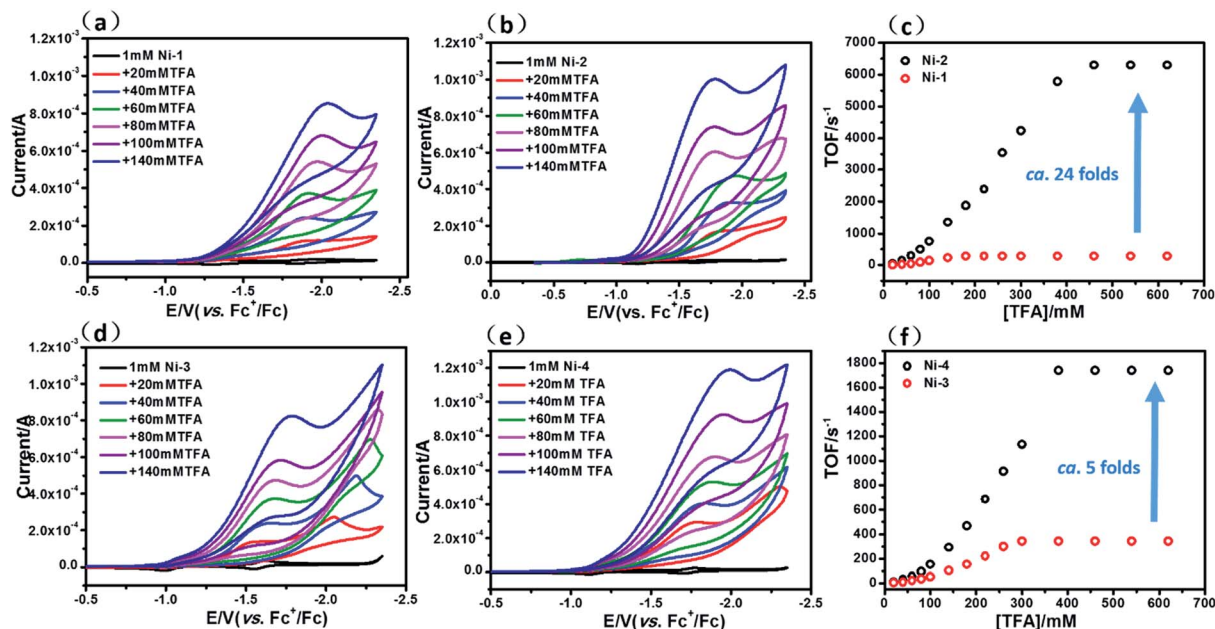 (a)
1.2x10⁻³
1.0x10⁻³
8.0x10⁻⁴
6.0x10⁻⁴
4.0x10⁻⁴
2.0x10⁻⁴
0.0
Current/A
1mM Ni-1
+20mMTFA
+40mMTFA
+60mMTFA
+80mMTFA
+100mMTFA
+140mMTFA
-0.5 -1.0 -1.5 -2.0 -2.5
E/V(vs. Fc⁺/Fc)
(b)
1.2x10⁻³
1.0x10⁻³
8.0x10⁻⁴
6.0x10⁻⁴
4.0x10⁻⁴
2.0x10⁻⁴
0.0
Current/A
1mM Ni-2
+20mMTFA
+40mMTFA
+60mMTFA
+80mMTFA
+100mMTFA
+140mMTFA
0.0 -0.5 -1.0 -1.5 -2.0 -2.5
E/V(vs. Fc⁺/Fc)
(c)
7000
6000
5000
4000
3000
2000
1000
0
TOF/s⁻¹
Ni-2
Ni-1
ca. 24 folds
0 100 200 300 400 500 600 700
[TFA]/mM
(d)
1.2x10⁻³
1.0x10⁻³
8.0x10⁻⁴
6.0x10⁻⁴
4.0x10⁻⁴
2.0x10⁻⁴
0.0
Current/A
1mM Ni-3
+20mMTFA
+40mMTFA
+60mMTFA
+80mMTFA
+100mMTFA
+140mMTFA
-0.5 -1.0 -1.5 -2.0 -2.5
E/V(vs. Fc⁺/Fc)
(e)
1.2x10⁻³
1.0x10⁻³
8.0x10⁻⁴
6.0x10⁻⁴
4.0x10⁻⁴
2.0x10⁻⁴
0.0
Current/A
1mM Ni-4
+20mM TFA
+40mM TFA
+60mM TFA
+80mM TFA
+100mM TFA
+140mM TFA
-0.5 -1.0 -1.5 -2.0 -2.5
E/V(vs. Fc⁺/Fc)
(f)
1800
1600
1400
1200
1000
800
600
400
200
0
TOF/s⁻¹
Ni-4
Ni-3
ca. 5 folds
0 100 200 300 400 500 600 700
[TFA]/mM